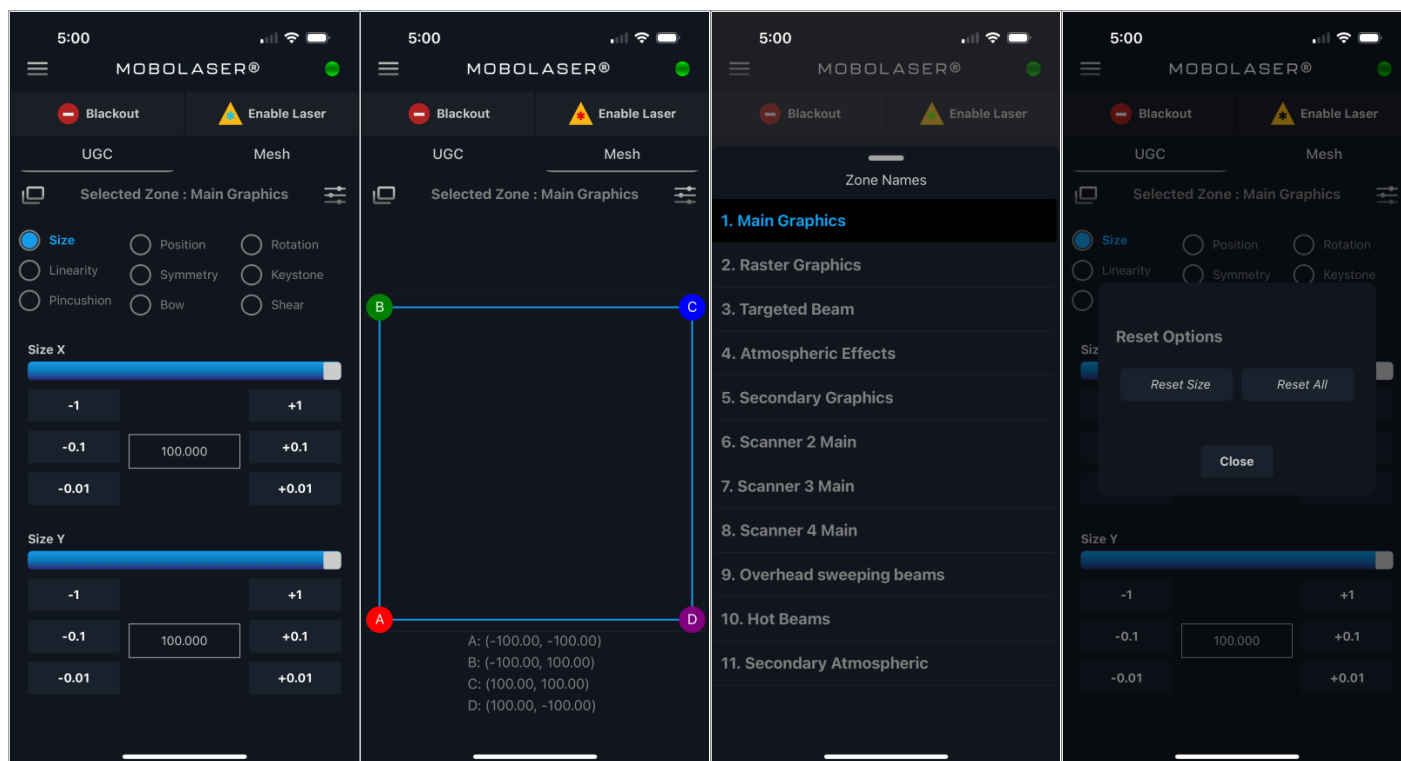 5:00
MOBOLASER®
Blackout Enable Laser
UGC Mesh
Selected Zone : Main Graphics
Size Position Rotation
Linearity Symmetry Keystone
Pincushion Bow Shear
Size X
-1 +1
-0.1 100.000 +0.1
-0.01 +0.01
Size Y
-1 +1
-0.1 100.000 +0.1
-0.01 +0.01
5:00
MOBOLASER®
Blackout Enable Laser
UGC Mesh
Selected Zone : Main Graphics
B C
A D
A: (-100.00, -100.00)
B: (-100.00, 100.00)
C: (100.00, 100.00)
D: (100.00, -100.00)
5:00
MOBOLASER®
Blackout Enable Laser
Zone Names
1. Main Graphics
2. Raster Graphics
3. Targeted Beam
4. Atmospheric Effects
5. Secondary Graphics
6. Scanner 2 Main
7. Scanner 3 Main
8. Scanner 4 Main
9. Overhead sweeping beams
10. Hot Beams
11. Secondary Atmospheric
5:00
MOBOLASER®
Blackout Enable Laser
UGC Mesh
Selected Zone : Main Graphics
Size Position Rotation
Linearity Symmetry Keystone
Reset Options
Siz
Reset Size Reset All
Close
Size Y
-1 +1
-0.1 100.000 +0.1
-0.01 +0.01